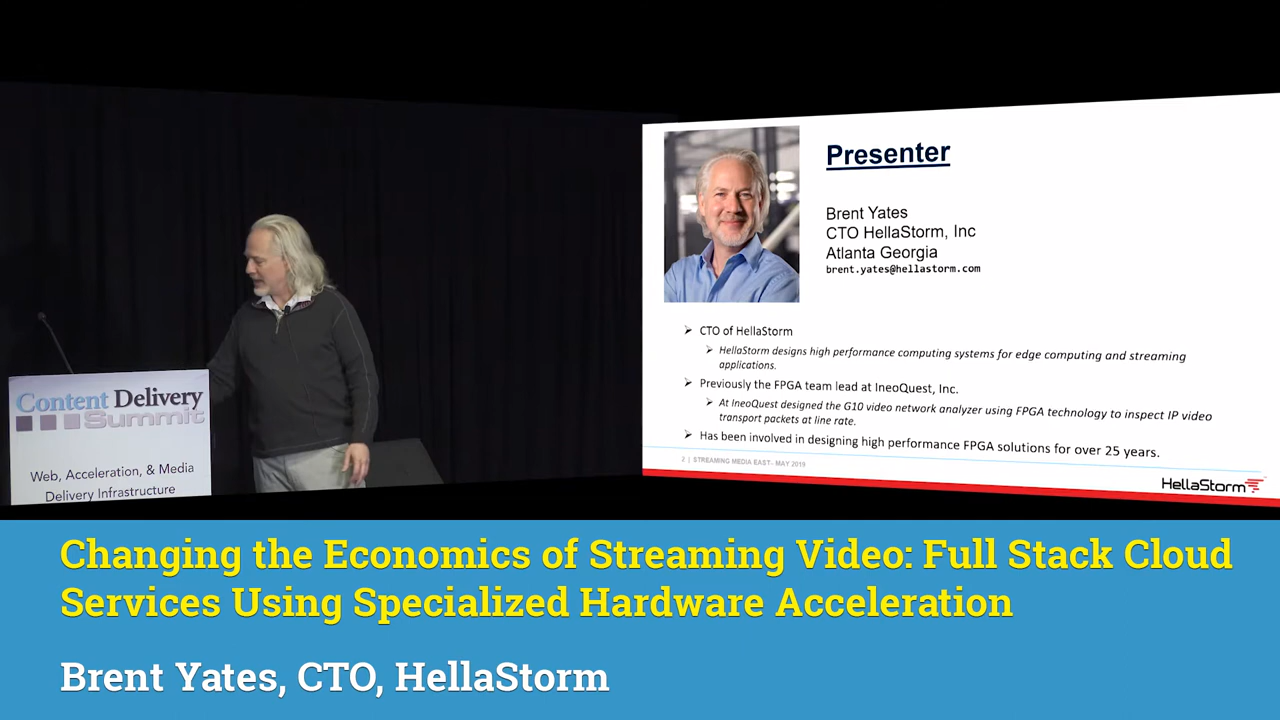 Content Delivery
Summit
Web, Acceleration, & Media
Delivery Infrastructure
Presenter
Brent Yates
CTO HellaStorm, Inc
Atlanta Georgia
brent.yates@hellastorm.com
➤ CTO of HellaStorm
➤ HellaStorm designs high performance computing systems for edge computing and streaming
applications.
➤ Previously the FPGA team lead at IneoQuest, Inc.
➤ At IneoQuest designed the G10 video network analyzer using FPGA technology to inspect IP video
transport packets at line rate.
➤ Has been involved in designing high performance FPGA solutions for over 25 years.
2 | STREAMING MEDIA EAST– MAY 2019
HellaStorm
Changing the Economics of Streaming Video: Full Stack Cloud
Services Using Specialized Hardware Acceleration
Brent Yates, CTO, HellaStorm